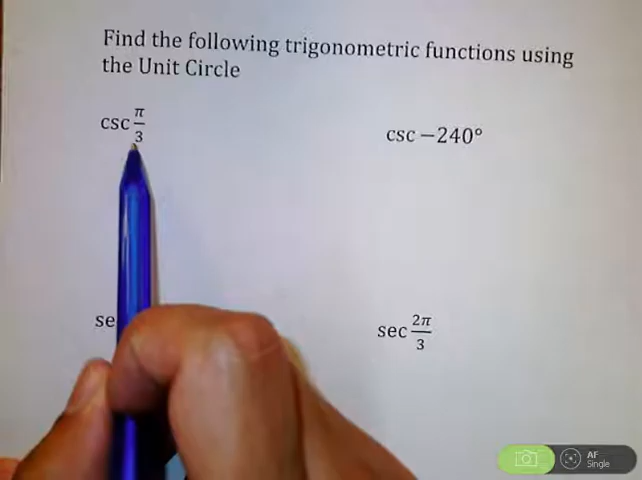 Find the following trigonometric functions using
the Unit Circle
csc π/3
csc −240°
se
sec 2π/3
AF
Single